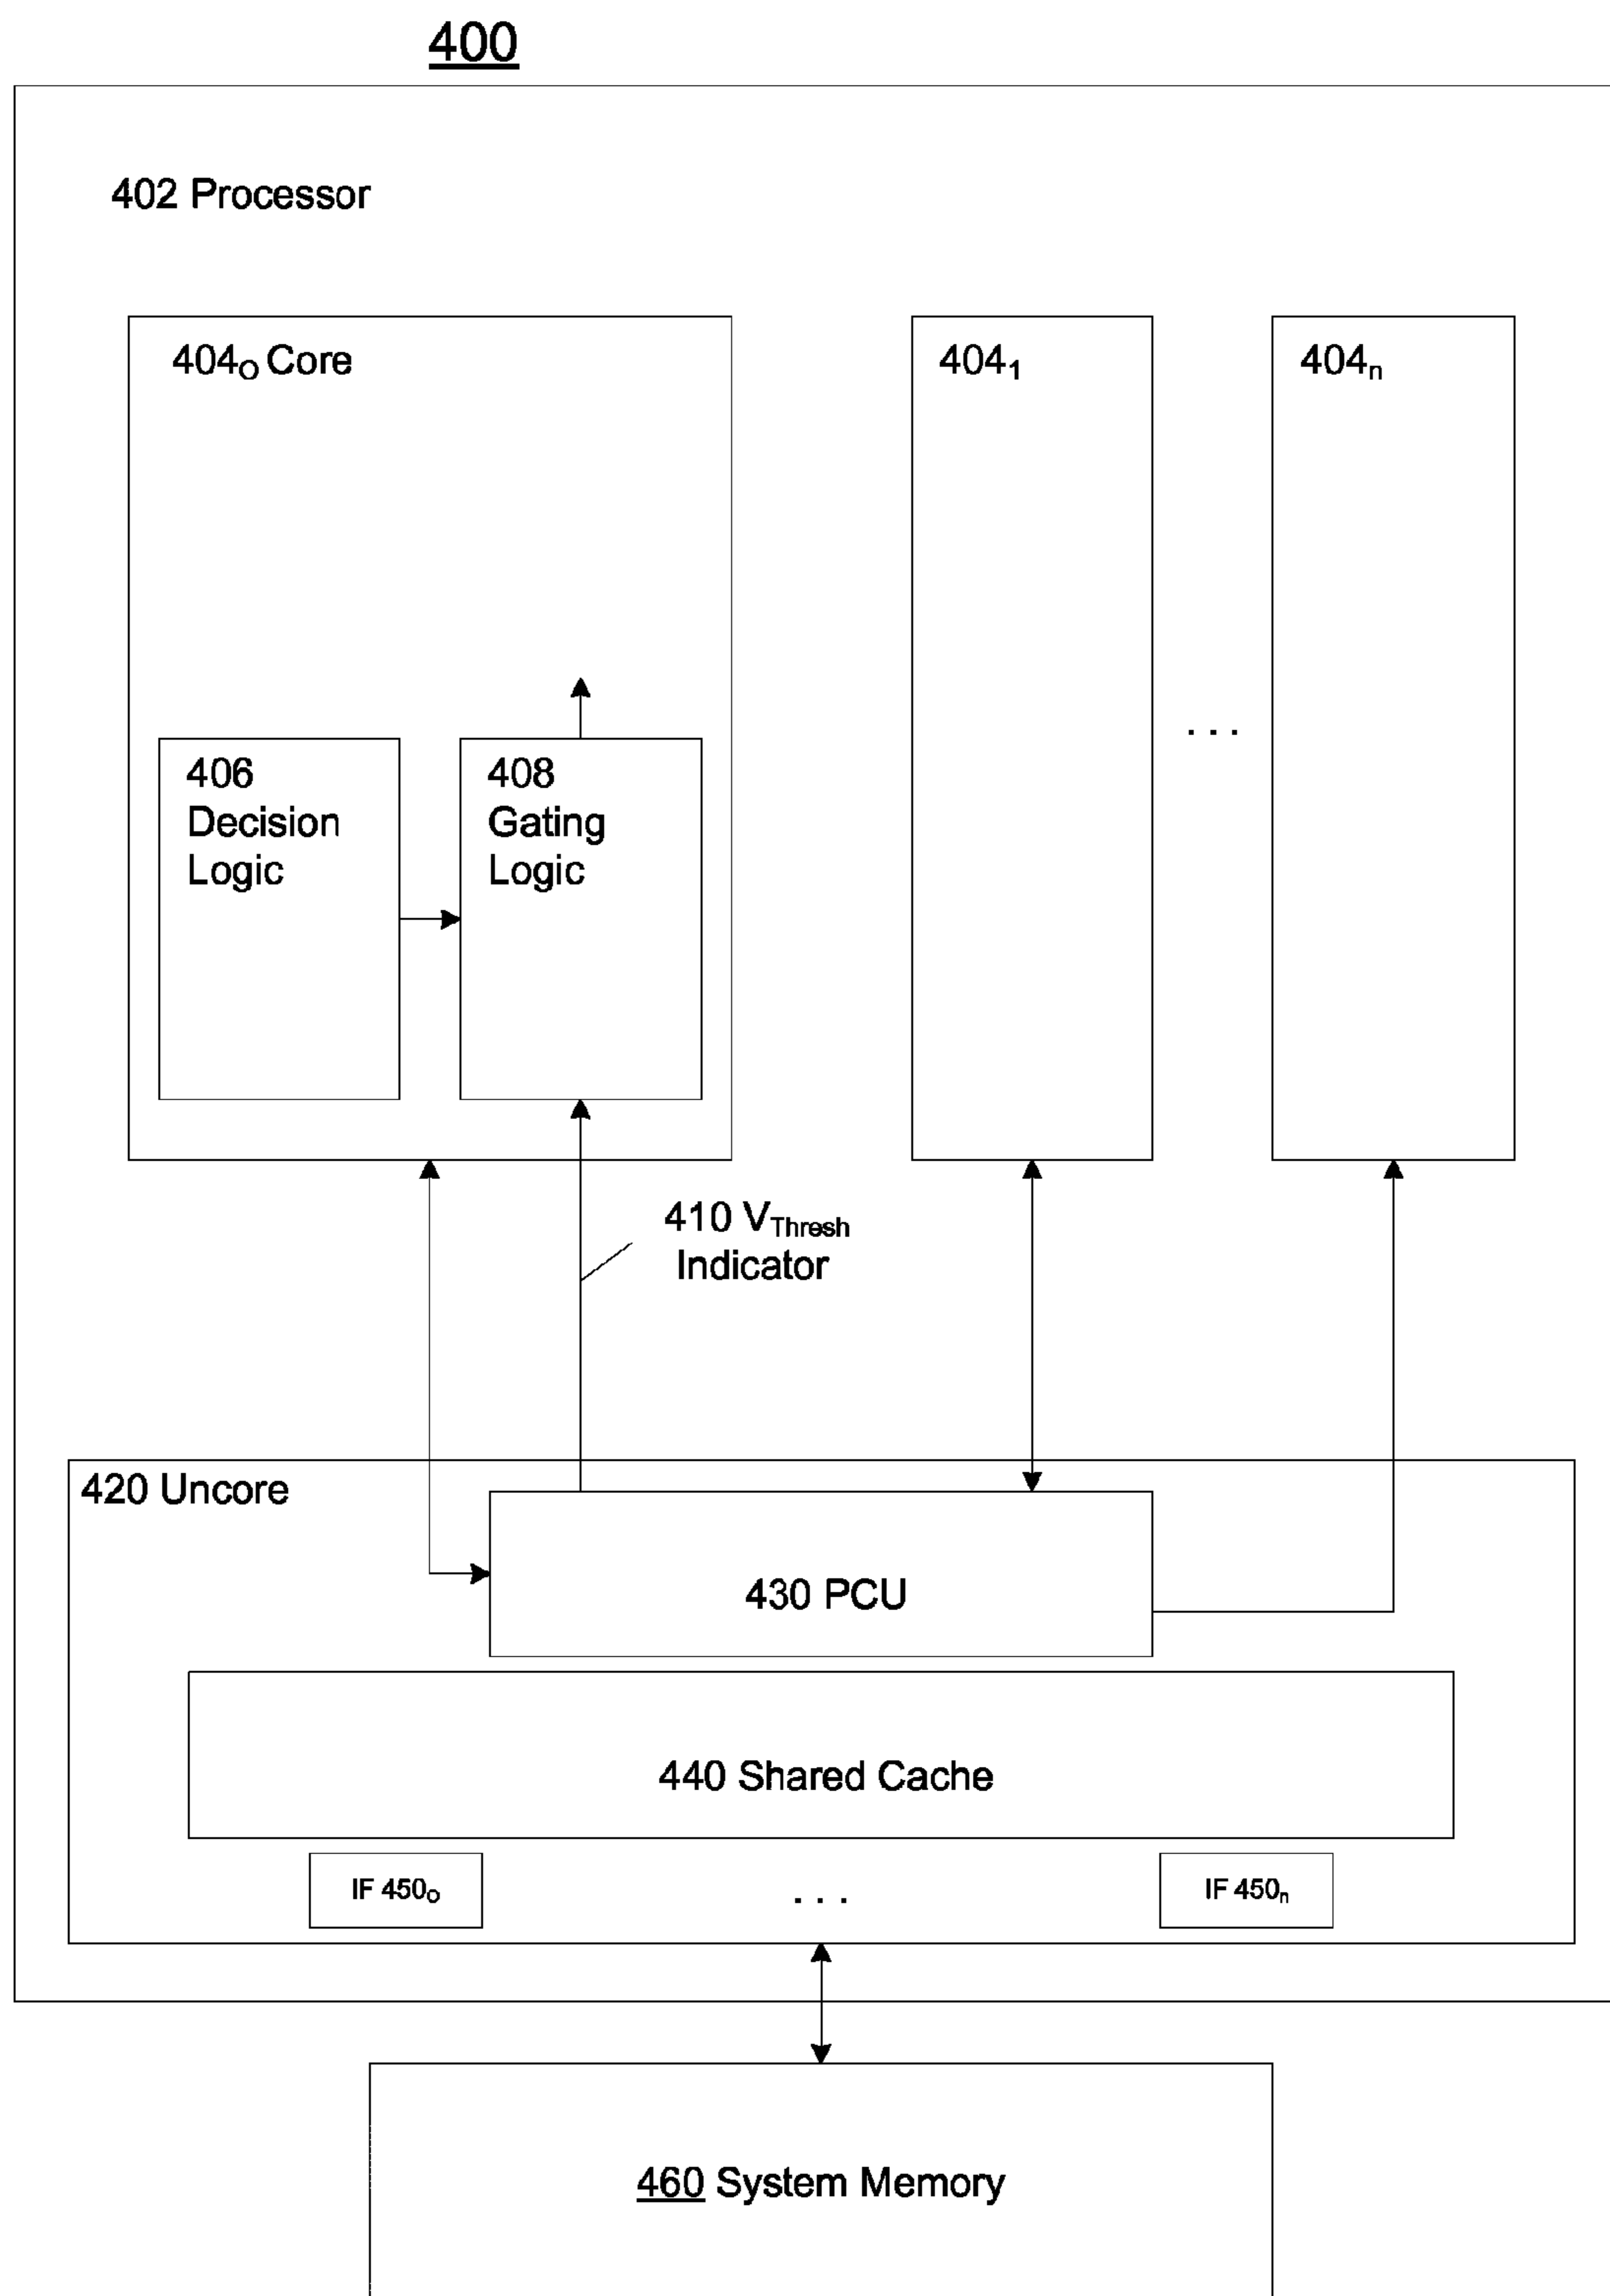 400
402 Processor
404O Core
4041
404n
. . .
406
Decision
Logic
408
Gating
Logic
410 VThresh
Indicator
420 Uncore
430 PCU
440 Shared Cache
IF 450O
. . .
IF 450n
460 System Memory